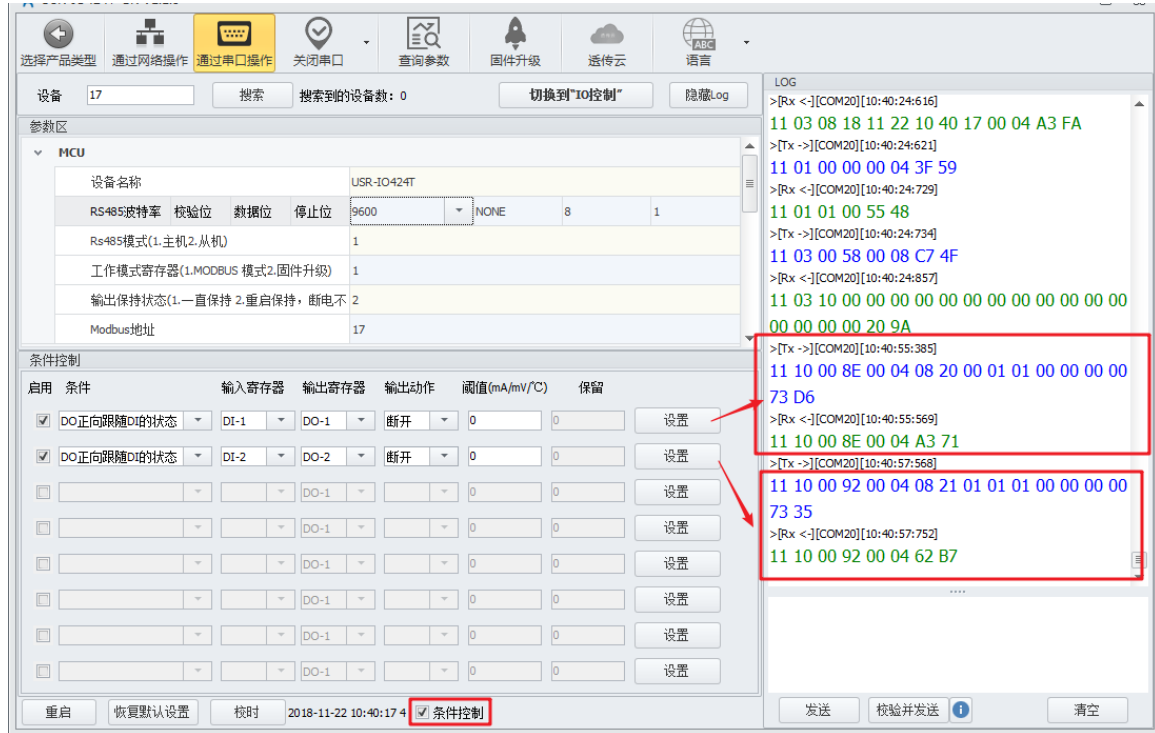 选择产品类型 通过网络操作 通过串口操作 关闭串口 查询参数 固件升级 透传云 语言
ABC
设备 17 搜索 搜索到的设备数: 0 切换到"IO控制" 隐藏Log
参数区
MCU
设备名称 USR-IO424T
RS485波特率 校验位 数据位 停止位 9600 NONE 8 1
Rs485模式(1.主机2.从机) 1
工作模式寄存器(1.MODBUS 模式2.固件升级) 1
输出保持状态(1.一直保持 2.重启保持，断电不 2
Modbus地址 17
条件控制
启用 条件 输入寄存器 输出寄存器 输出动作 阈值(mA/mV/℃) 保留
DO正向跟随DI的状态 DI-1 DO-1 断开 0 0 设置
DO正向跟随DI的状态 DI-2 DO-2 断开 0 0 设置
DO-1 0 0 设置
DO-1 0 0 设置
DO-1 0 0 设置
DO-1 0 0 设置
DO-1 0 0 设置
DO-1 0 0 设置
重启 恢复默认设置 校时 2018-11-22 10:40:17 4 条件控制
LOG
>[Rx <-][COM20][10:40:24:616]
11 03 08 18 11 22 10 40 17 00 04 A3 FA
>[Tx ->][COM20][10:40:24:621]
11 01 00 00 00 04 3F 59
>[Rx <-][COM20][10:40:24:729]
11 01 01 00 55 48
>[Tx ->][COM20][10:40:24:734]
11 03 00 58 00 08 C7 4F
>[Rx <-][COM20][10:40:24:857]
11 03 10 00 00 00 00 00 00 00 00 00 00 00 00
00 00 00 00 20 9A
>[Tx ->][COM20][10:40:55:385]
11 10 00 8E 00 04 08 20 00 01 01 00 00 00 00
73 D6
>[Rx <-][COM20][10:40:55:569]
11 10 00 8E 00 04 A3 71
>[Tx ->][COM20][10:40:57:568]
11 10 00 92 00 04 08 21 01 01 01 00 00 00 00
73 35
>[Rx <-][COM20][10:40:57:752]
11 10 00 92 00 04 62 B7
发送 校验并发送 清空